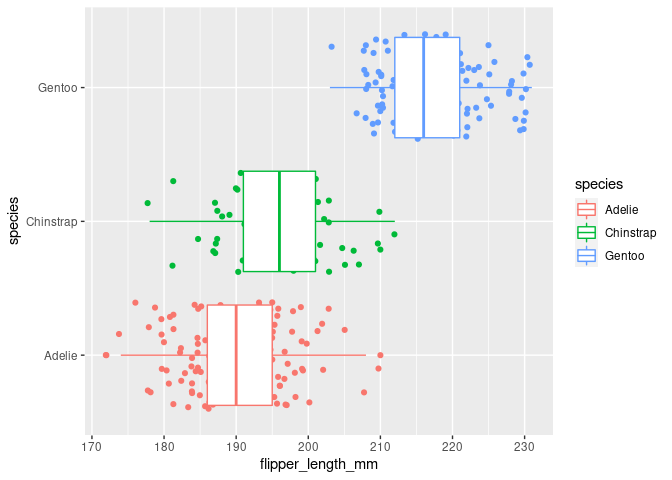 Gentoo
Chinstrap
Adelie
species
170 180 190 200 210 220 230
flipper_length_mm
species
Adelie
Chinstrap
Gentoo